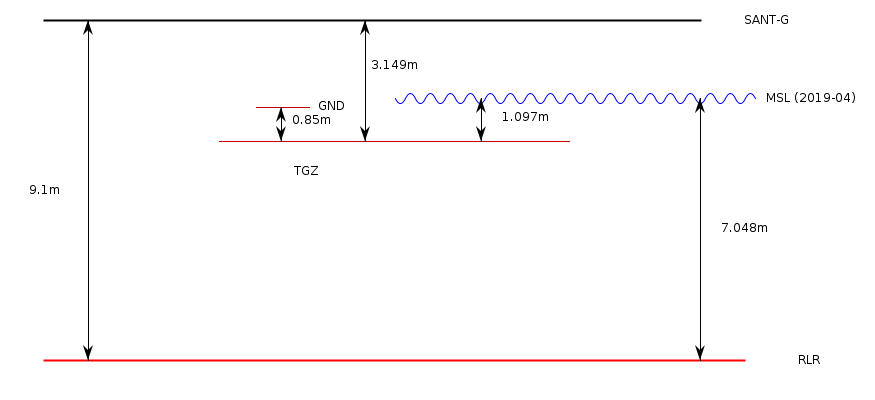 SANT-G
3.149m
MSL (2019-04)
GND
0.85m
1.097m
TGZ
9.1m
7.048m
RLR